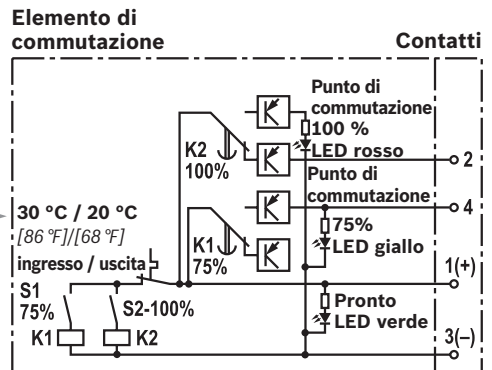 Elemento di
commutazione
Contatti
Punto di
commutazione
100 %
LED rosso
K2
100%
2
Punto di
commutazione
4
30 °C / 20 °C
[86 °F]/[68 °F]
K1
75%
75%
LED giallo
ingresso / uscita
1(+)
S1
75%
S2-100%
Pronto
LED verde
K1
K2
3(–)